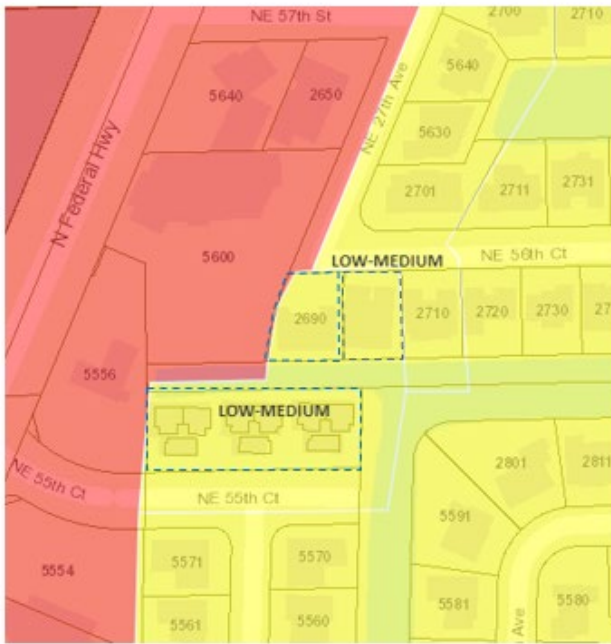 NE 57th St
2700
2710
5640
5640
2650
NE 27th Ave
5630
N Federal Hwy
2701
2711
2731
5600
LOW-MEDIUM
NE 56th Ct
2690
2710
2720
2730
27
5556
LOW-MEDIUM
2801
2811
NE 55th Ct
NE 55th Ct
5591
5571
5570
5554
5581
5580
5561
5560
Ave